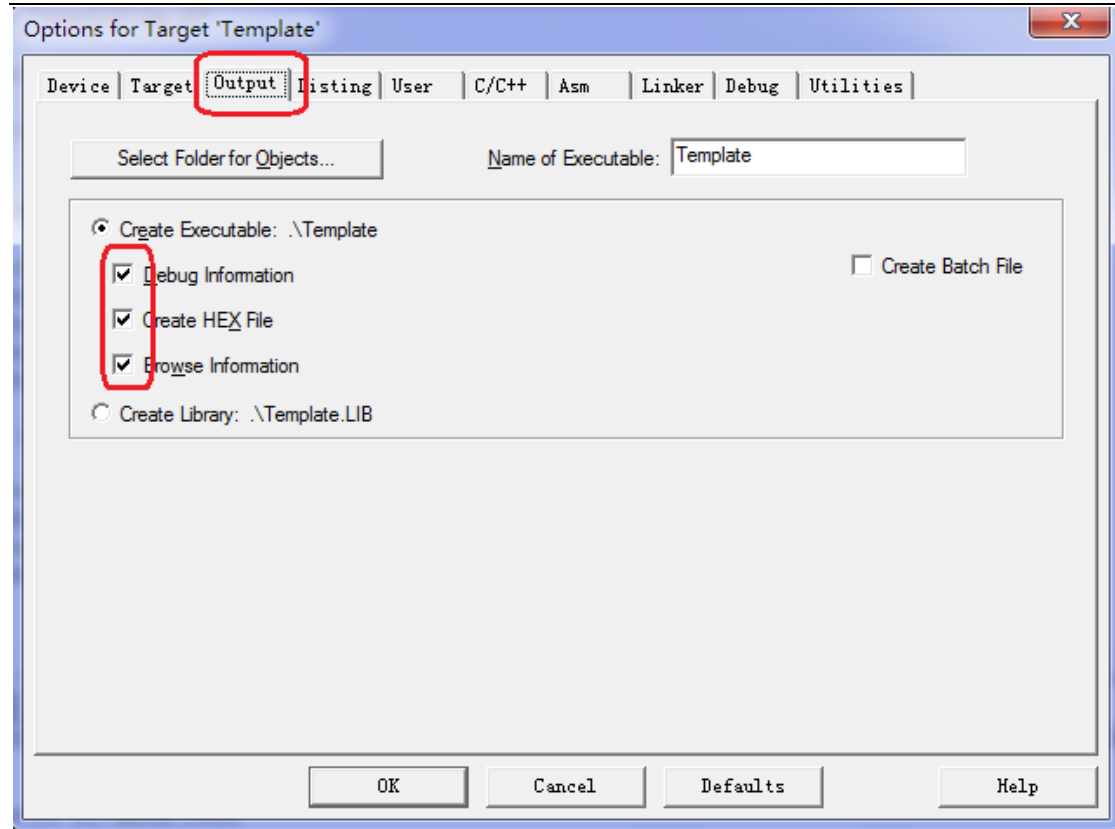 Options for Target 'Template'
Device Target Output Listing User C/C++ Asm Linker Debug Utilities
Select Folder for Objects... Name of Executable: Template
Create Executable: .\Template
Debug Information Create Batch File
Create HEX File
Browse Information
Create Library: .\Template.LIB
OK Cancel Defaults Help